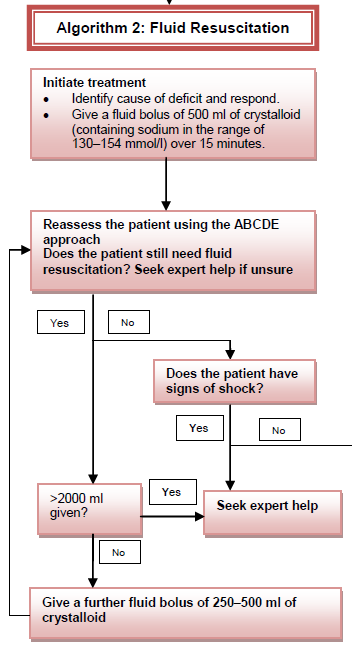 Algorithm 2: Fluid Resuscitation
Initiate treatment
• Identify cause of deficit and respond.
• Give a fluid bolus of 500 ml of crystalloid
(containing sodium in the range of
130–154 mmol/l) over 15 minutes.
Reassess the patient using the ABCDE
approach
Does the patient still need fluid
resuscitation? Seek expert help if unsure
Yes
No
Does the patient have
signs of shock?
Yes
No
>2000 ml
given?
Yes
Seek expert help
No
Give a further fluid bolus of 250–500 ml of
crystalloid